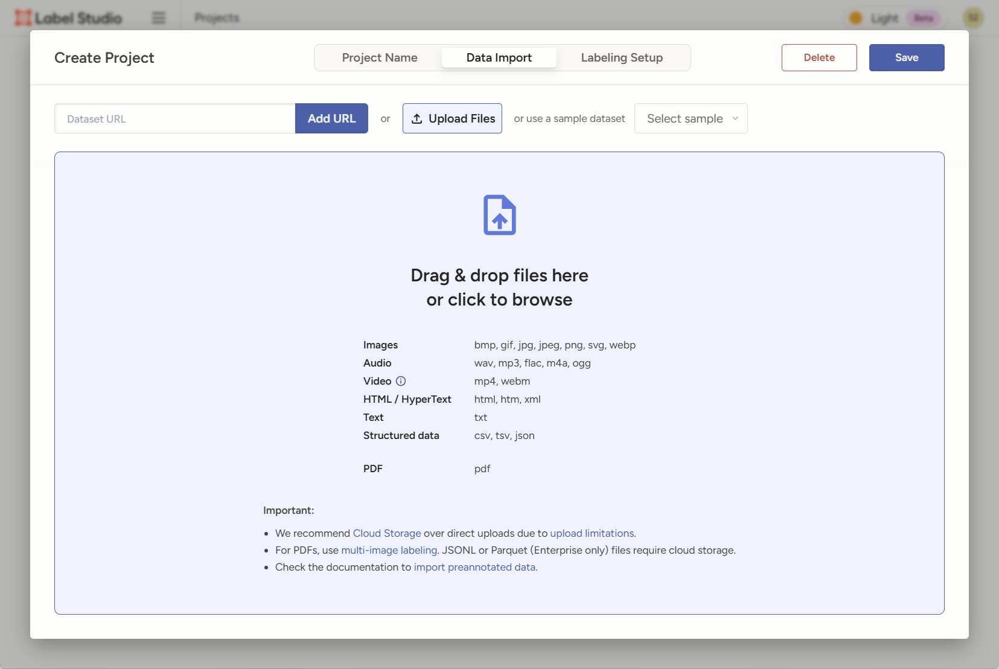 Label Studio
Projects
Light Beta
52
Create Project
Project Name Data Import Labeling Setup
Delete Save
Dataset URL Add URL or Upload Files or use a sample dataset Select sample
Drag & drop files here
or click to browse
Images bmp, gif, jpg, jpeg, png, svg, webp
Audio wav, mp3, flac, m4a, ogg
Video mp4, webm
HTML / HyperText html, htm, xml
Text txt
Structured data csv, tsv, json
PDF pdf
Important:
• We recommend Cloud Storage over direct uploads due to upload limitations.
• For PDFs, use multi-image labeling. JSONL or Parquet (Enterprise only) files require cloud storage.
• Check the documentation to import preannotated data.